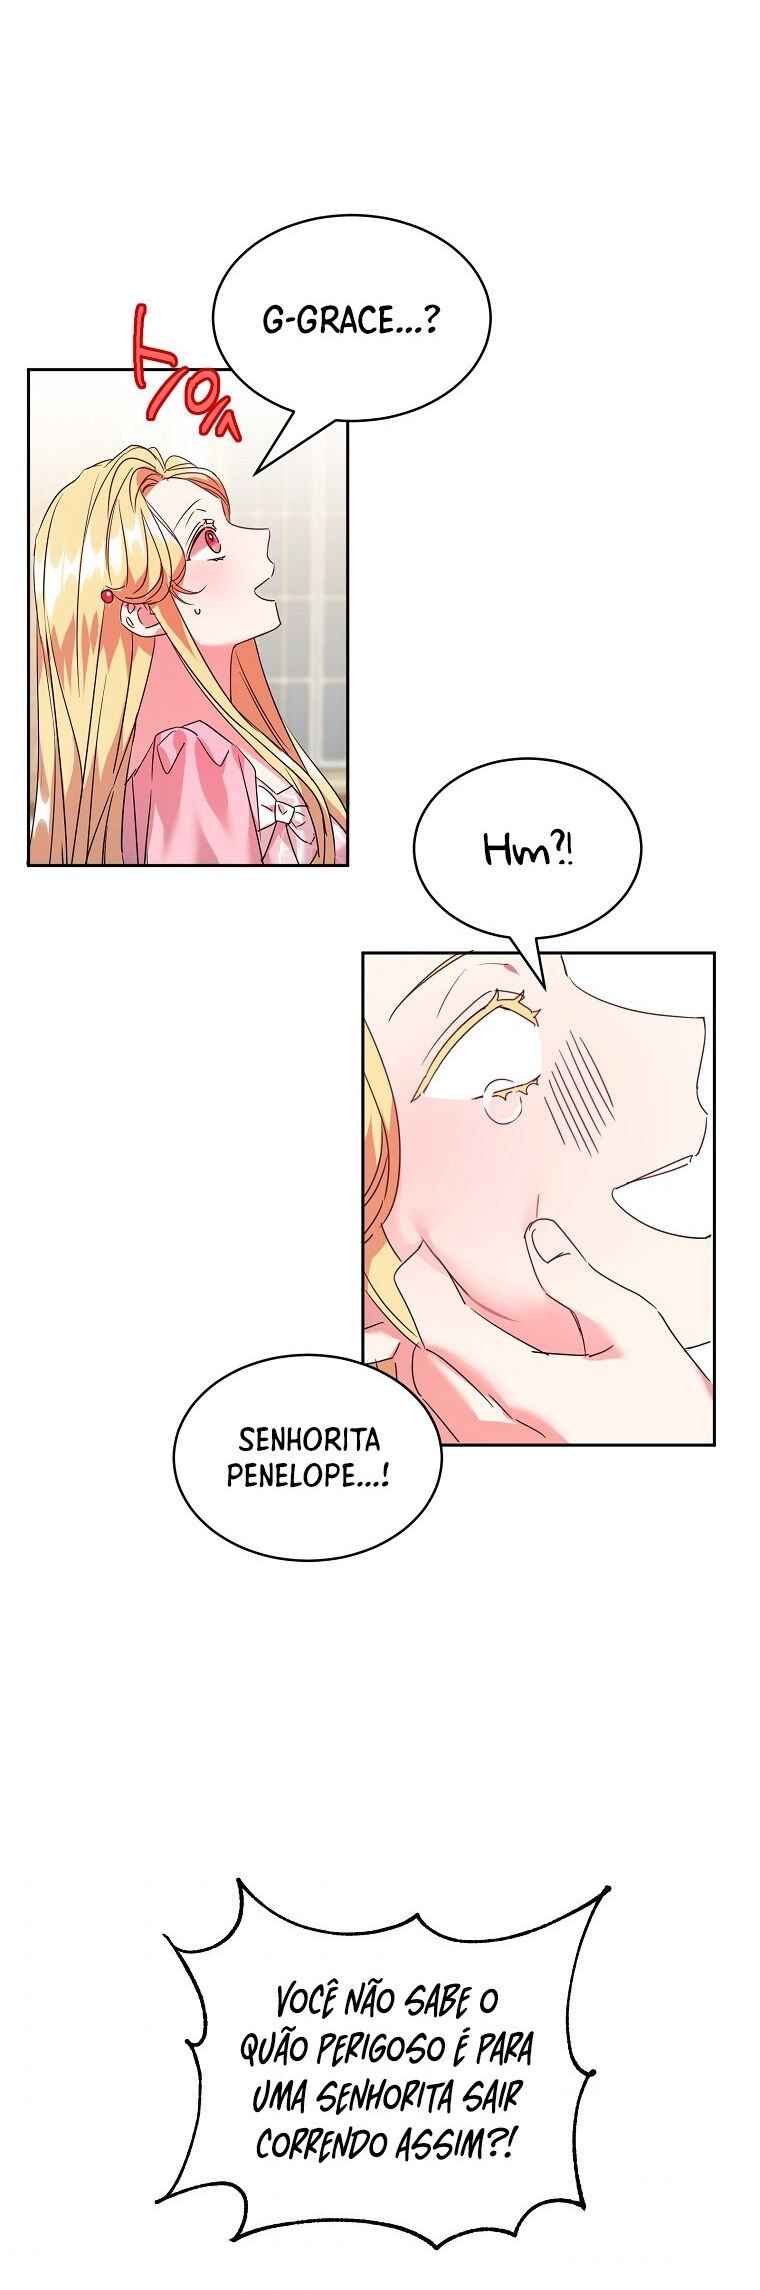 G-GRACE...?
Hm?!
SENHORITA
PENELOPE...!
VOCÊ NÃO SABE O
QUÃO PERIGOSO É PARA
UMA SENHORITA SAIR
CORRENDO ASSIM?!